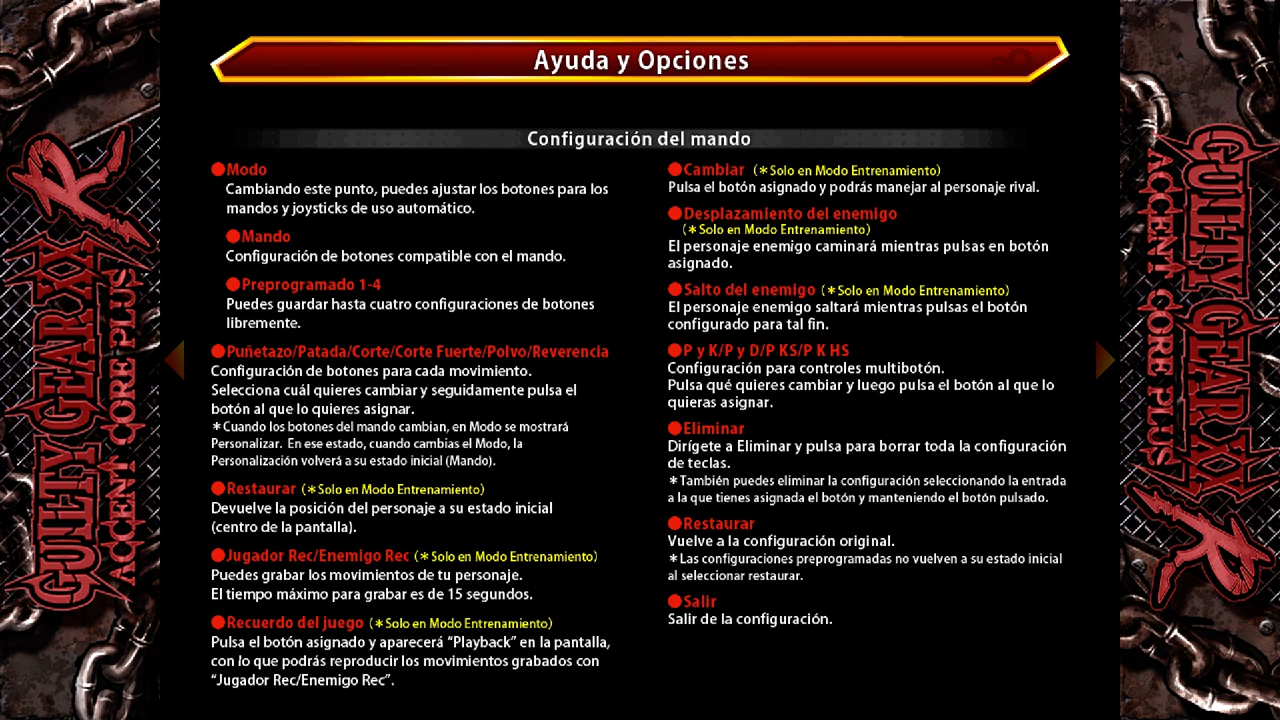 Ayuda y Opciones
Configuración del mando
●Modo
Cambiando este punto, puedes ajustar los botones para los
mandos y joysticks de uso automático.
●Mando
Configuración de botones compatible con el mando.
●Preprogramado 1-4
Puedes guardar hasta cuatro configuraciones de botones
libremente.
●Puñetazo/Patada/Corte/Corte Fuerte/Polvo/Reverencia
Configuración de botones para cada movimiento.
Selecciona cuál quieres cambiar y seguidamente pulsa el
botón al que lo quieres asignar.
＊Cuando los botones del mando cambian, en Modo se mostrará
Personalizar. En ese estado, cuando cambias el Modo, la
Personalización volverá a su estado inicial (Mando).
●Restaurar (＊Solo en Modo Entrenamiento)
Devuelve la posición del personaje a su estado inicial
(centro de la pantalla).
●Jugador Rec/Enemigo Rec (＊Solo en Modo Entrenamiento)
Puedes grabar los movimientos de tu personaje.
El tiempo máximo para grabar es de 15 segundos.
●Recuerdo del juego (＊Solo en Modo Entrenamiento)
Pulsa el botón asignado y aparecerá “Playback” en la pantalla,
con lo que podrás reproducir los movimientos grabados con
“Jugador Rec/Enemigo Rec”.
●Cambiar (＊Solo en Modo Entrenamiento)
Pulsa el botón asignado y podrás manejar al personaje rival.
●Desplazamiento del enemigo
(＊Solo en Modo Entrenamiento)
El personaje enemigo caminará mientras pulsas en botón
asignado.
●Salto del enemigo (＊Solo en Modo Entrenamiento)
El personaje enemigo saltará mientras pulsas el botón
configurado para tal fin.
●P y K/P y D/P KS/P K HS
Configuración para controles multibotón.
Pulsa qué quieres cambiar y luego pulsa el botón al que lo
quieras asignar.
●Eliminar
Dirígete a Eliminar y pulsa para borrar toda la configuración
de teclas.
＊También puedes eliminar la configuración seleccionando la entrada
a la que tienes asignada el botón y manteniendo el botón pulsado.
●Restaurar
Vuelve a la configuración original.
＊Las configuraciones preprogramadas no vuelven a su estado inicial
al seleccionar restaurar.
●Salir
Salir de la configuración.
GUILTY GEAR XX
ACCENT CORE PLUS R
GUILTY GEAR XX
ACCENT CORE PLUS R